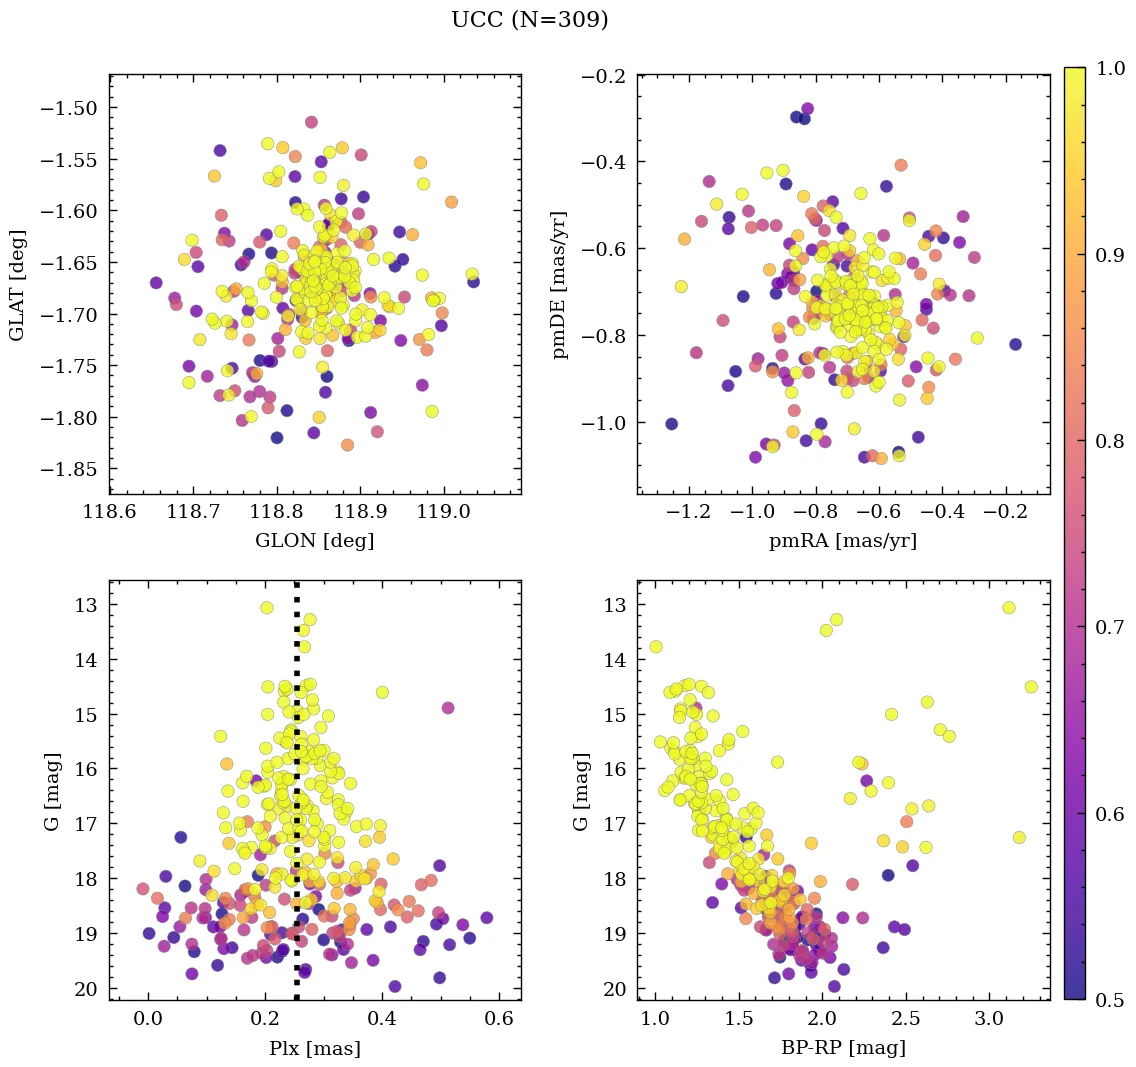 UCC (N=309)
−1.50
−1.55
−1.60
−1.65
−1.70
−1.75
−1.80
−1.85
GLAT [deg]
118.6 118.7 118.8 118.9 119.0
GLON [deg]
−0.2
−0.4
−0.6
−0.8
−1.0
pmDE [mas/yr]
−1.2 −1.0 −0.8 −0.6 −0.4 −0.2
pmRA [mas/yr]
13
14
15
16
17
18
19
20
G [mag]
0.0 0.2 0.4 0.6
Plx [mas]
13
14
15
16
17
18
19
20
G [mag]
1.0 1.5 2.0 2.5 3.0
BP-RP [mag]
1.0
0.9
0.8
0.7
0.6
0.5